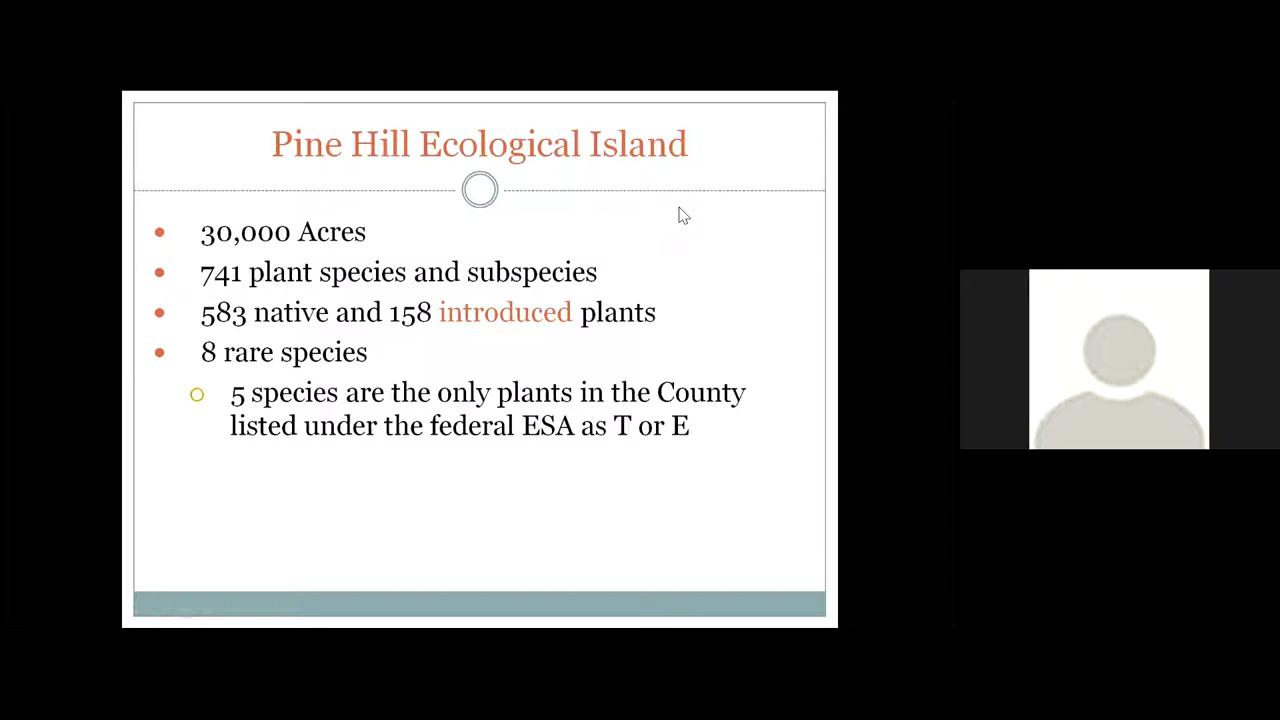 Pine Hill Ecological Island
30,000 Acres
741 plant species and subspecies
583 native and 158 introduced plants
8 rare species
5 species are the only plants in the County
listed under the federal ESA as T or E